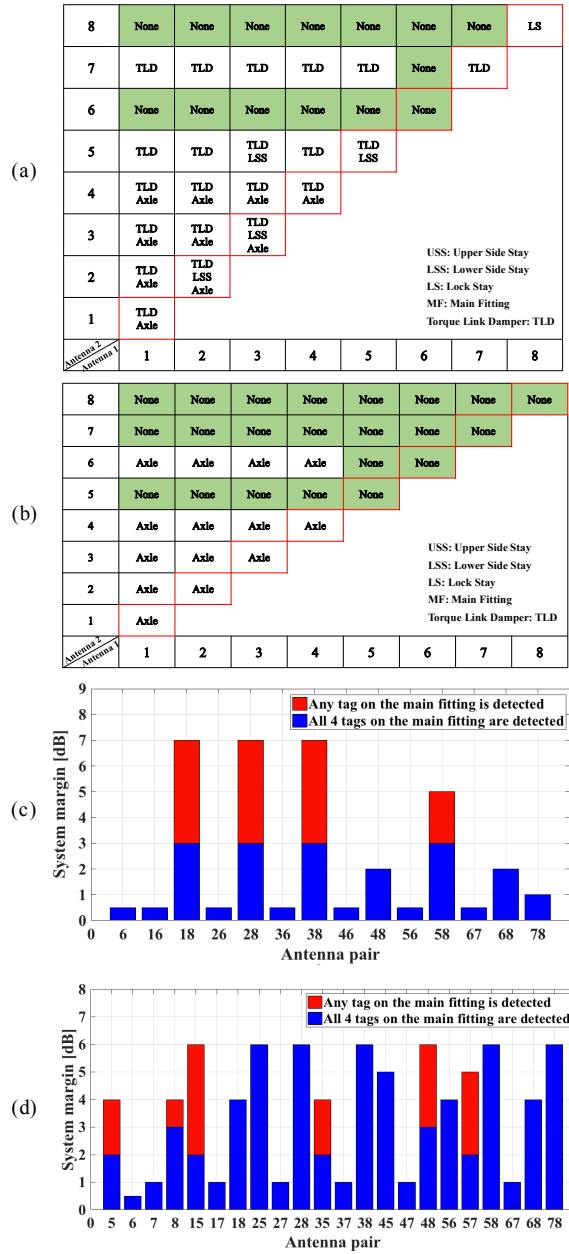 8 None None None None None None None LS
7 TLD TLD TLD TLD TLD None TLD
6 None None None None None None
5 TLD TLD TLD LSS TLD TLD LSS
(a)
4 TLD Axle TLD Axle TLD Axle TLD Axle
3 TLD Axle TLD Axle TLD LSS Axle
2 TLD Axle TLD LSS Axle
1 TLD Axle
USS: Upper Side Stay
LSS: Lower Side Stay
LS: Lock Stay
MF: Main Fitting
Torque Link Damper: TLD
Antenna 2 Antenna 1 1 2 3 4 5 6 7 8
8 None None None None None None None None
7 None None None None None None None
6 Axle Axle Axle Axle None None
5 None None None None None
(b)
4 Axle Axle Axle Axle
3 Axle Axle Axle
2 Axle Axle
1 Axle
USS: Upper Side Stay
LSS: Lower Side Stay
LS: Lock Stay
MF: Main Fitting
Torque Link Damper: TLD
Antenna 2 Antenna 1 1 2 3 4 5 6 7 8
(c)
System margin [dB]
9
8
7
6
5
4
3
2
1
0
Any tag on the main fitting is detected
All 4 tags on the main fitting are detected
0 6 16 18 26 28 36 38 46 48 56 58 67 68 78
Antenna pair
(d)
System margin [dB]
8
7
6
5
4
3
2
1
0
Any tag on the main fitting is detected
All 4 tags on the main fitting are detected
0 5 6 7 8 15 17 18 25 27 28 35 37 38 45 47 48 56 57 58 67 68 78
Antenna pair